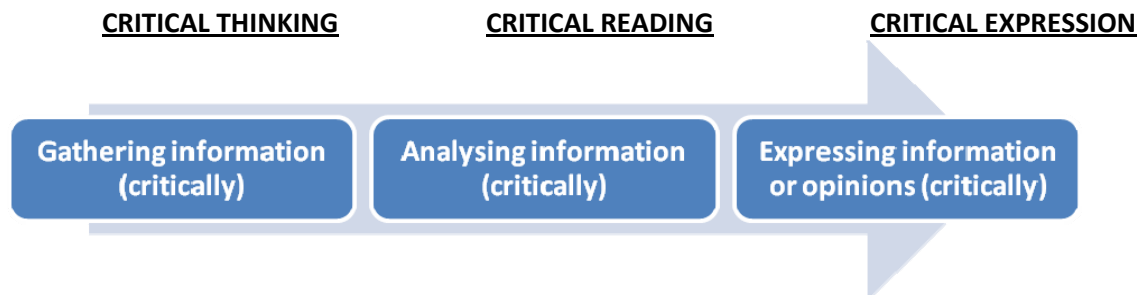 CRITICAL THINKING CRITICAL READING CRITICAL EXPRESSION
Gathering information
(critically)
Analysing information
(critically)
Expressing information
or opinions (critically)